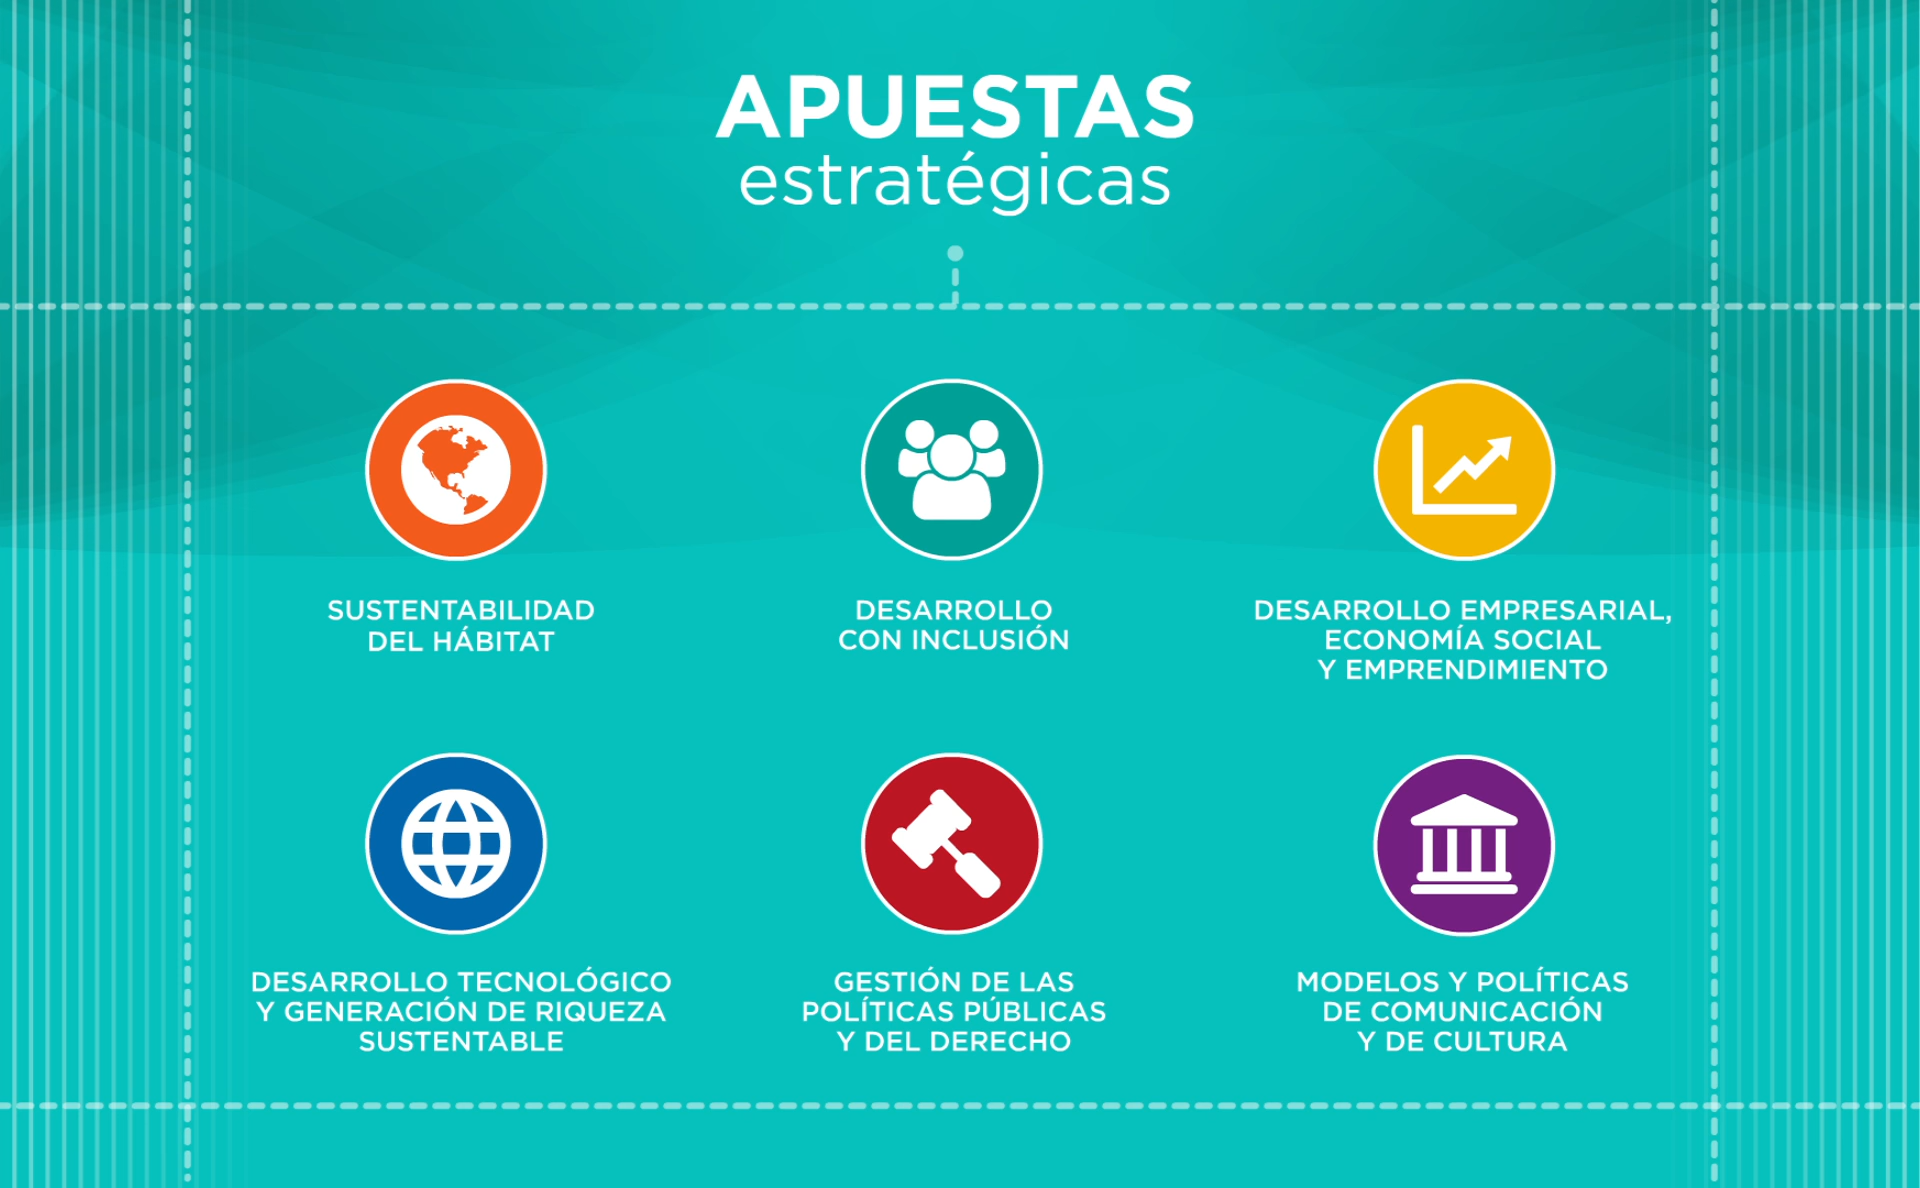 APUESTAS
estratégicas
SUSTENTABILIDAD
DEL HÁBITAT
DESARROLLO
CON INCLUSIÓN
DESARROLLO EMPRESARIAL,
ECONOMÍA SOCIAL
Y EMPRENDIMIENTO
DESARROLLO TECNOLÓGICO
Y GENERACIÓN DE RIQUEZA
SUSTENTABLE
GESTIÓN DE LAS
POLÍTICAS PÚBLICAS
Y DEL DERECHO
MODELOS Y POLÍTICAS
DE COMUNICACIÓN
Y DE CULTURA